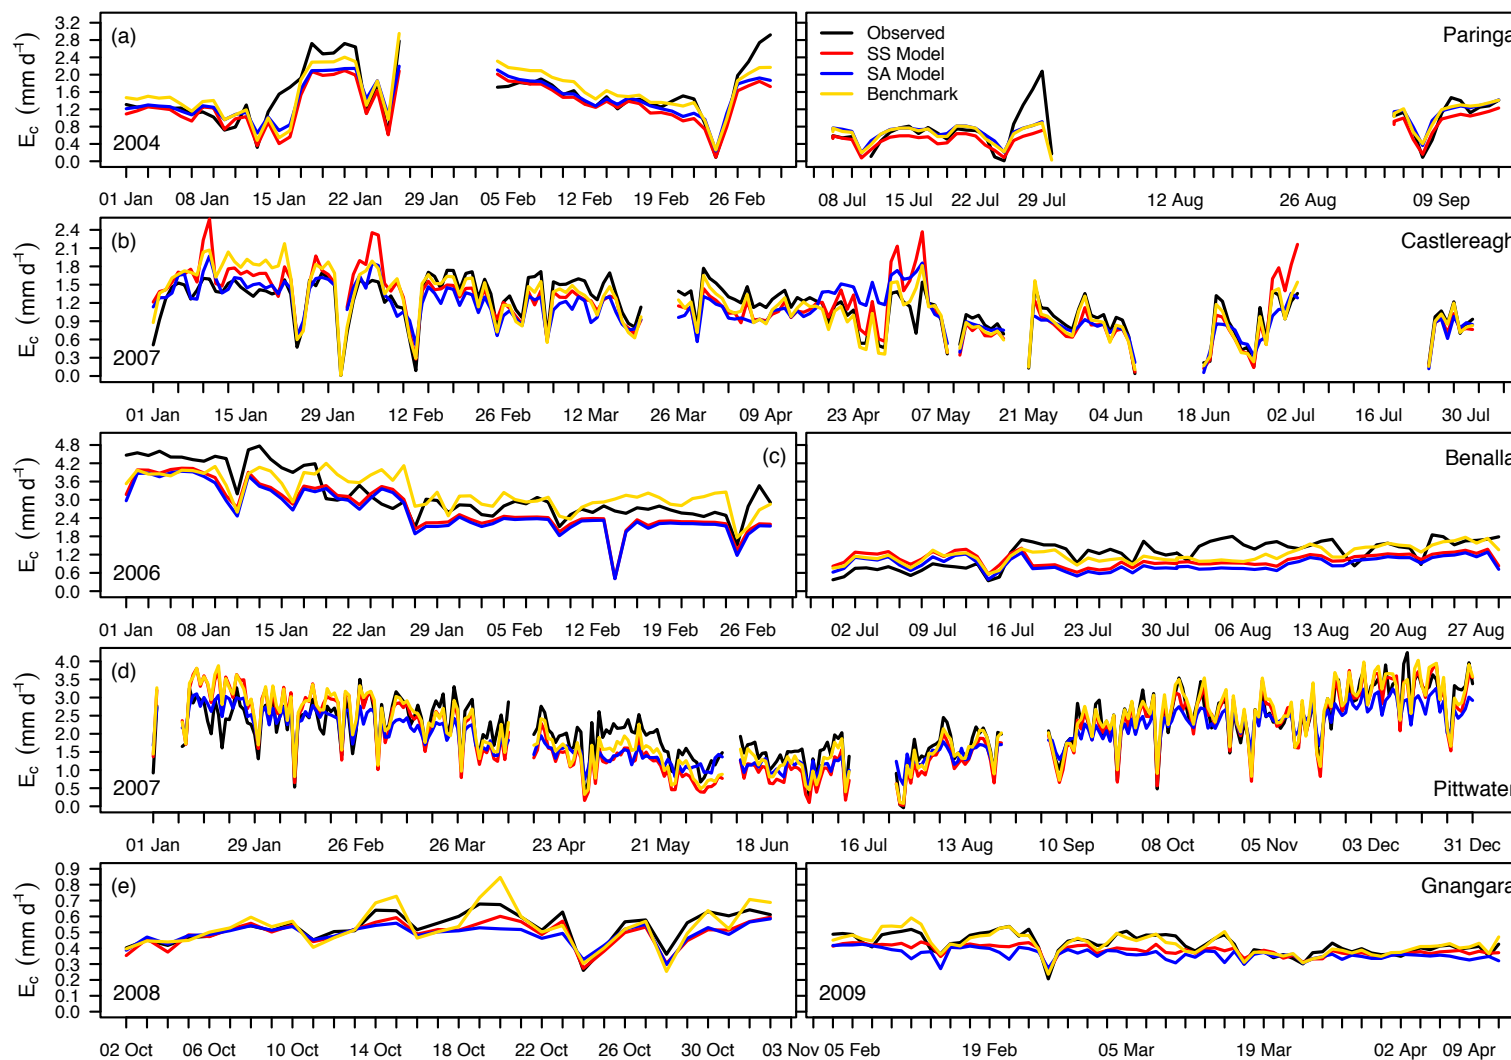 (a)
Paringa
Observed
SS Model
SA Model
Benchmark
E_c (mm d⁻¹)
3.2
2.8
2.4
2.0
1.6
1.2
0.8
0.4
0.0
2004
01 Jan 08 Jan 15 Jan 22 Jan 29 Jan 05 Feb 12 Feb 19 Feb 26 Feb 08 Jul 15 Jul 22 Jul 29 Jul 12 Aug 26 Aug 09 Sep
(b)
Castlereagh
E_c (mm d⁻¹)
2.4
2.1
1.8
1.5
1.2
0.9
0.6
0.3
0.0
2007
01 Jan 15 Jan 29 Jan 12 Feb 26 Feb 12 Mar 26 Mar 09 Apr 23 Apr 07 May 21 May 04 Jun 18 Jun 02 Jul 16 Jul 30 Jul
(c)
Benalla
E_c (mm d⁻¹)
4.8
4.2
3.6
3.0
2.4
1.8
1.2
0.6
0.0
2006
01 Jan 08 Jan 15 Jan 22 Jan 29 Jan 05 Feb 12 Feb 19 Feb 26 Feb 02 Jul 09 Jul 16 Jul 23 Jul 30 Jul 06 Aug 13 Aug 20 Aug 27 Aug
(d)
E_c (mm d⁻¹)
4.0
3.5
3.0
2.5
2.0
1.5
1.0
0.5
0.0
2007
Pittwater
01 Jan 29 Jan 26 Feb 26 Mar 23 Apr 21 May 18 Jun 16 Jul 13 Aug 10 Sep 08 Oct 05 Nov 03 Dec 31 Dec
(e)
Gnangara
E_c (mm d⁻¹)
0.9
0.8
0.7
0.6
0.5
0.4
0.3
0.2
0.1
0.0
2008
2009
02 Oct 06 Oct 10 Oct 14 Oct 18 Oct 22 Oct 26 Oct 30 Oct 03 Nov 05 Feb 19 Feb 05 Mar 19 Mar 02 Apr 09 Apr